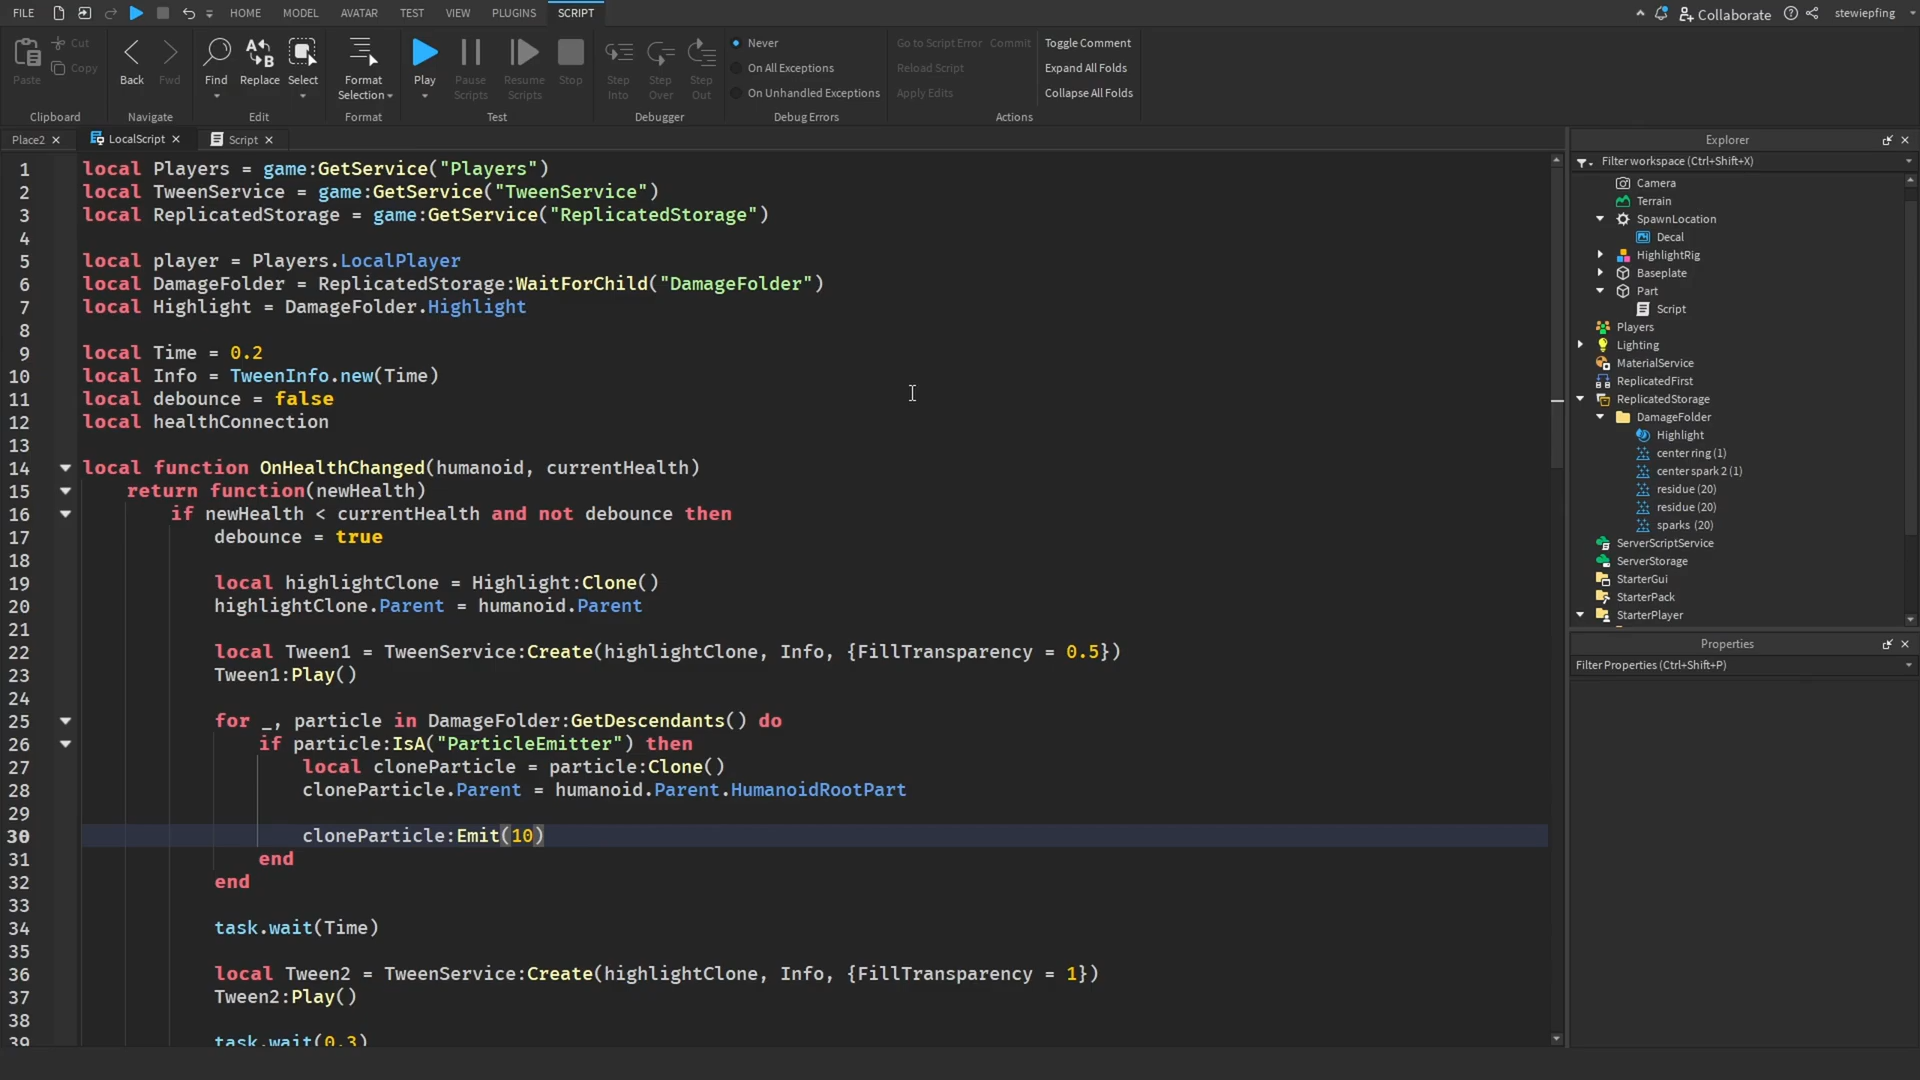 FILE HOME MODEL AVATAR TEST VIEW PLUGINS SCRIPT Collaborate stewiepfing
Paste Cut Copy Back Fwd Find Replace Select Format Selection Play Pause Scripts Resume Scripts Stop Step Into Step Over Step Out
Never
On All Exceptions
On Unhandled Exceptions
Go to Script Error Commit
Reload Script
Apply Edits
Toggle Comment
Expand All Folds
Collapse All Folds
Clipboard Navigate Edit Format Test Debugger Debug Errors Actions
Place2 LocalScript Script
1 local Players = game:GetService("Players")
2 local TweenService = game:GetService("TweenService")
3 local ReplicatedStorage = game:GetService("ReplicatedStorage")
4
5 local player = Players.LocalPlayer
6 local DamageFolder = ReplicatedStorage:WaitForChild("DamageFolder")
7 local Highlight = DamageFolder.Highlight
8
9 local Time = 0.2
10 local Info = TweenInfo.new(Time)
11 local debounce = false
12 local healthConnection
13
14 local function OnHealthChanged(humanoid, currentHealth)
15 return function(newHealth)
16 if newHealth < currentHealth and not debounce then
17 debounce = true
18
19 local highlightClone = Highlight:Clone()
20 highlightClone.Parent = humanoid.Parent
21
22 local Tween1 = TweenService:Create(highlightClone, Info, {FillTransparency = 0.5})
23 Tween1:Play()
24
25 for _, particle in DamageFolder:GetDescendants() do
26 if particle:IsA("ParticleEmitter") then
27 local cloneParticle = particle:Clone()
28 cloneParticle.Parent = humanoid.Parent.HumanoidRootPart
29
30 cloneParticle:Emit(10)
31 end
32 end
33
34 task.wait(Time)
35
36 local Tween2 = TweenService:Create(highlightClone, Info, {FillTransparency = 1})
37 Tween2:Play()
38
39 task.wait(0.3)
Explorer
Filter workspace (Ctrl+Shift+X)
Camera
Terrain
SpawnLocation
Decal
HighlightRig
Baseplate
Part
Script
Players
Lighting
MaterialService
ReplicatedFirst
ReplicatedStorage
DamageFolder
Highlight
center ring (1)
center spark 2 (1)
residue (20)
residue (20)
sparks (20)
ServerScriptService
ServerStorage
StarterGui
StarterPack
StarterPlayer
Properties
Filter Properties (Ctrl+Shift+P)